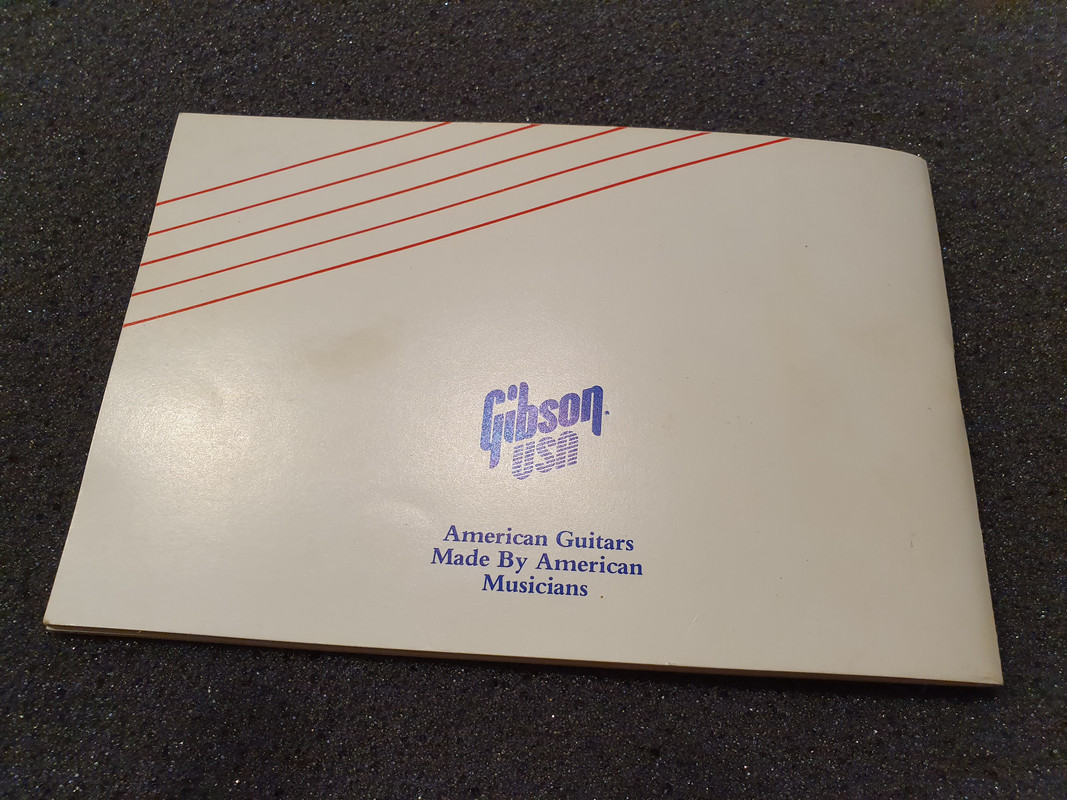 Gibson
USA
American Guitars
Made By American
Musicians